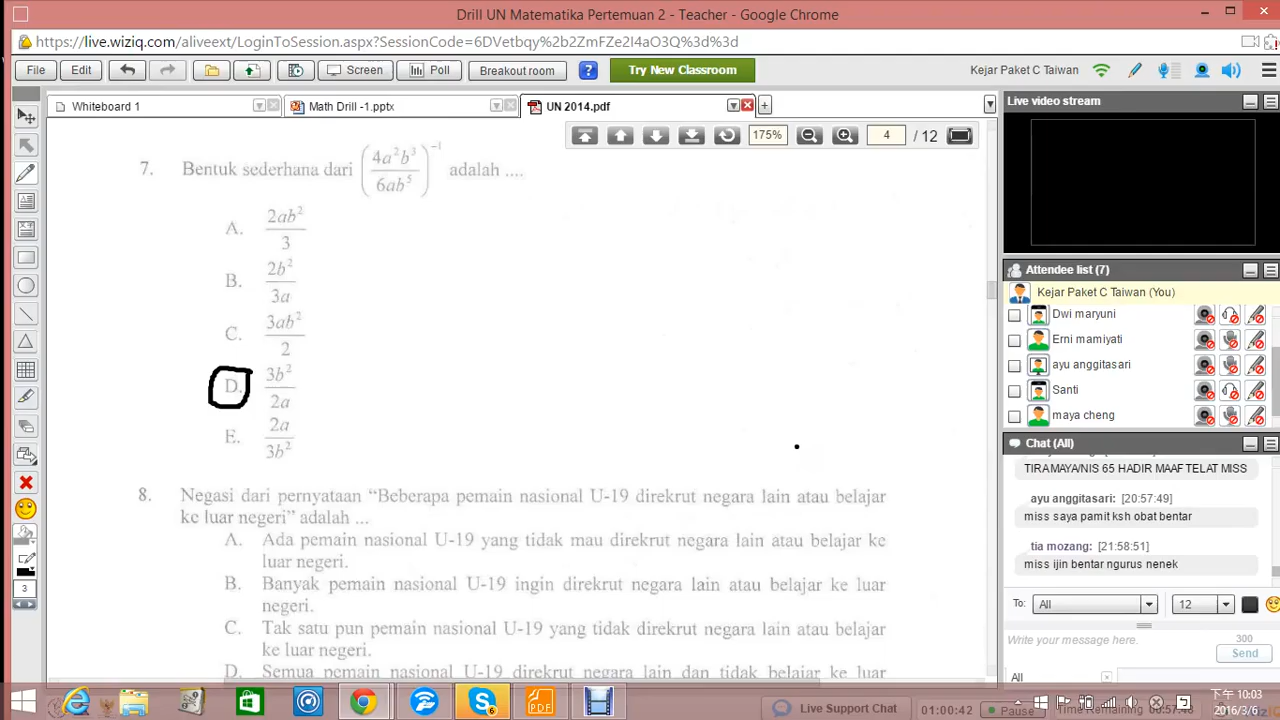 Drill UN Matematika Pertemuan 2 - Teacher - Google Chrome
https://live.wiziq.com/aliveext/LoginToSession.aspx?SessionCode=6DVetbqy%2b2ZmFZe2I4aO3Q%3d%3d
File Edit Screen Poll Breakout room ? Try New Classroom Kejar Paket C Taiwan
Whiteboard 1 Math Drill -1.pptx UN 2014.pdf
175% 4 / 12
7. Bentuk sederhana dari (4a²b³/6ab⁵)⁻¹ adalah ....
A. 2ab²/3
B. 2b²/3a
C. 3ab²/2
D. 3b²/2a
E. 2a/3b²
8. Negasi dari pernyataan “Beberapa pemain nasional U-19 direkrut negara lain atau belajar
ke luar negeri” adalah ...
A. Ada pemain nasional U-19 yang tidak mau direkrut negara lain atau belajar ke
luar negeri.
B. Banyak pemain nasional U-19 ingin direkrut negara lain atau belajar ke luar
negeri.
C. Tak satu pun pemain nasional U-19 yang tidak direkrut negara lain atau belajar
ke luar negeri.
D. Semua pemain nasional U-19 direkrut negara lain dan tidak belajar ke luar
3
Live video stream
Attendee list (7)
Kejar Paket C Taiwan (You)
Dwi maryuni
Erni mamiyati
ayu anggitasari
Santi
maya cheng
Chat (All)
TIRAMAYA/NIS 65 HADIR MAAF TELAT MISS
ayu anggitasari: [20:57:49]
miss saya pamit ksh obat bentar
tia mozang: [21:58:51]
miss ijin bentar ngurus nenek
To: All 12
Write your message here. 300
Send
All
Live Support Chat 01:00:42 Pause Time Remaining
下午 10:03
2016/3/6